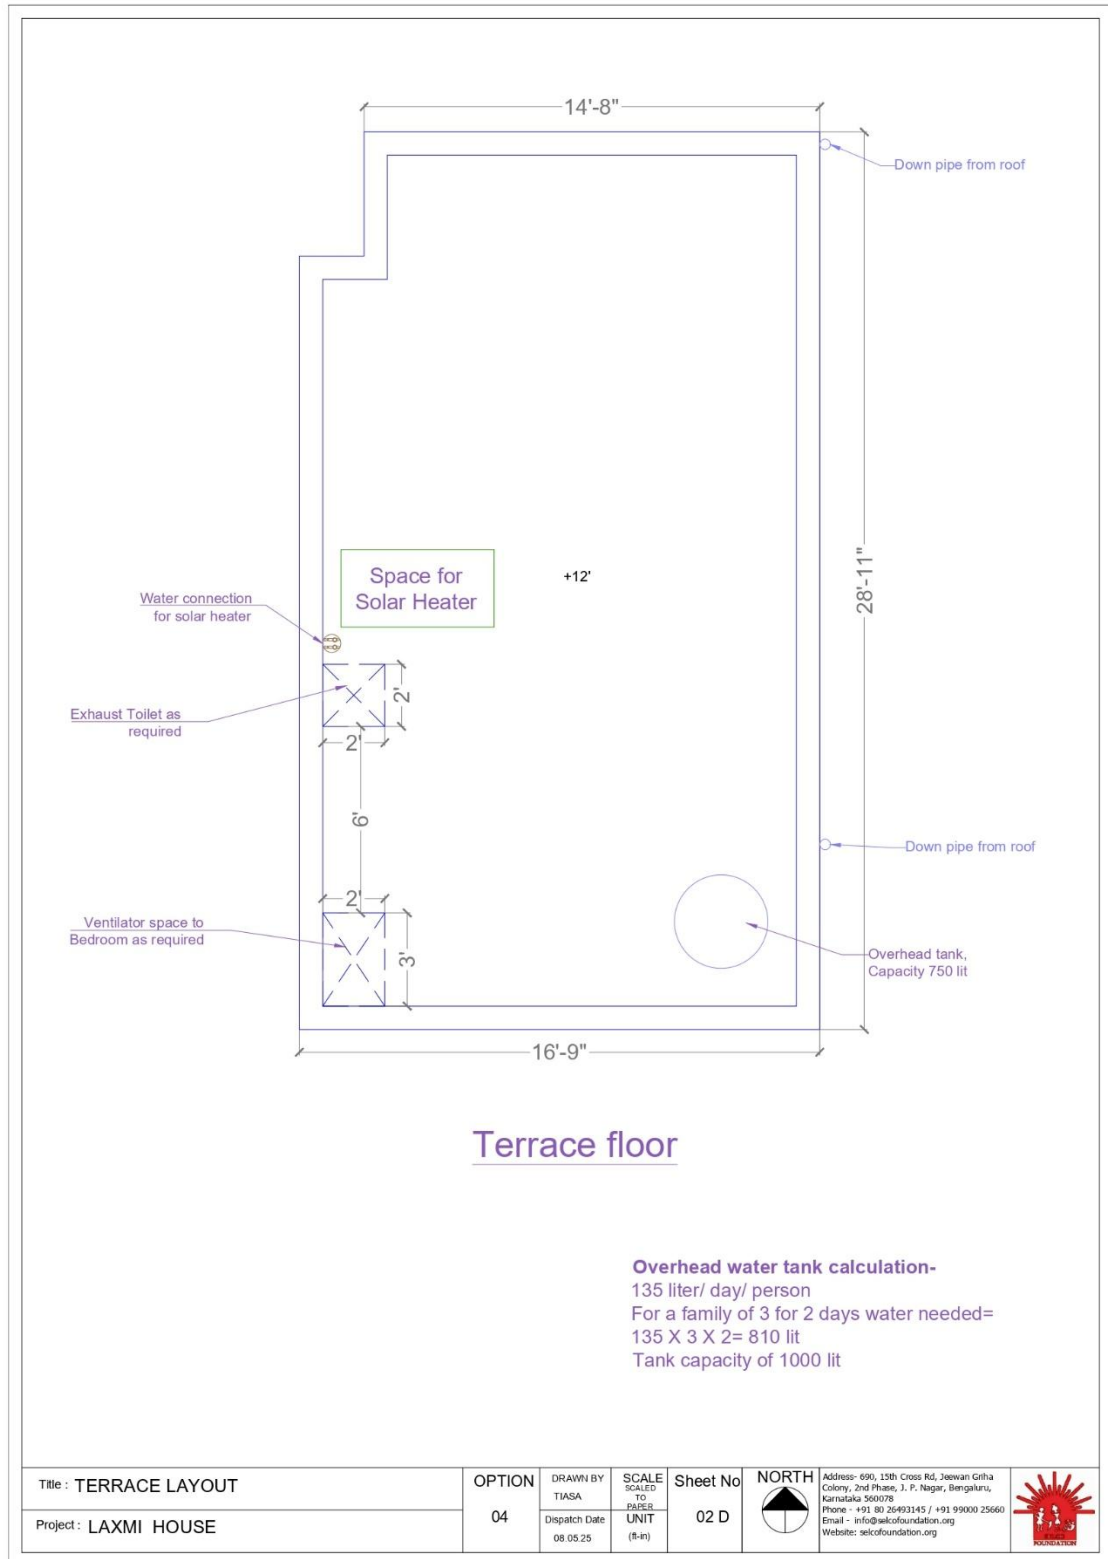 14'-8"
Down pipe from roof
28'-11"
Space for
Solar Heater
+12'
Water connection
for solar heater
2'
Exhaust Toilet as
required
2'
6'
Down pipe from roof
2'
Ventilator space to
Bedroom as required
3'
Overhead tank,
Capacity 750 lit
16'-9"
Terrace floor
Overhead water tank calculation-
135 liter/ day/ person
For a family of 3 for 2 days water needed=
135 X 3 X 2= 810 lit
Tank capacity of 1000 lit
Title : TERRACE LAYOUT
Project : LAXMI HOUSE
OPTION
04
DRAWN BY
TIASA
Dispatch Date
08.05.25
SCALE
SCALED
TO
PAPER
UNIT
(ft-in)
Sheet No
02 D
NORTH
Address- 690, 15th Cross Rd, Jeewan Griha
Colony, 2nd Phase, J. P. Nagar, Bengaluru,
Karnataka 560078
Phone - +91 80 26493145 / +91 99000 25660
Email - info@selcofoundation.org
Website: selcofoundation.org
FOUNDATION